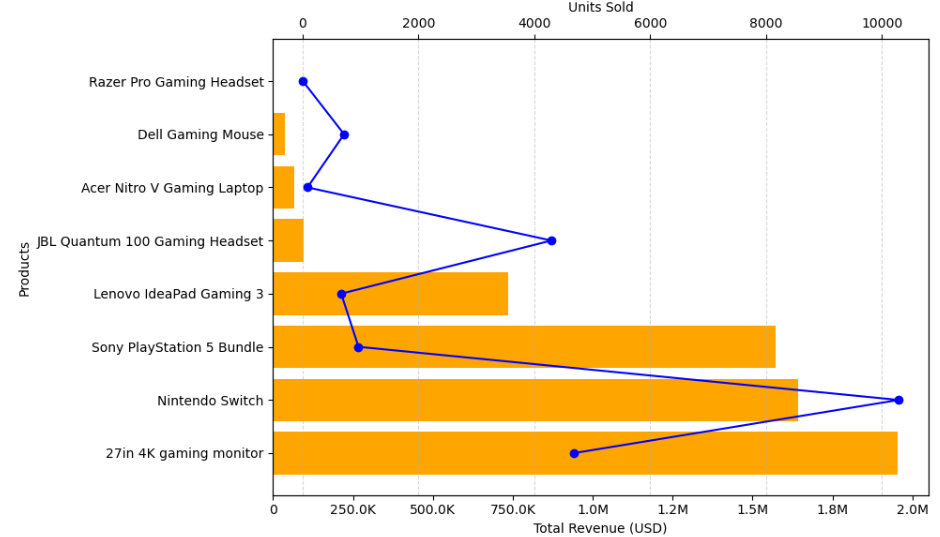 Units Sold
0 2000 4000 6000 8000 10000
Razer Pro Gaming Headset
Dell Gaming Mouse
Acer Nitro V Gaming Laptop
JBL Quantum 100 Gaming Headset
Products
Lenovo IdeaPad Gaming 3
Sony PlayStation 5 Bundle
Nintendo Switch
27in 4K gaming monitor
0 250.0K 500.0K 750.0K 1.0M 1.2M 1.5M 1.8M 2.0M
Total Revenue (USD)